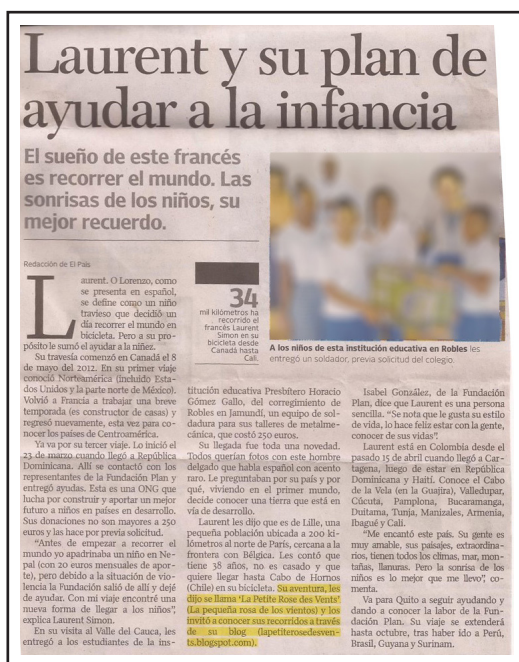 Laurent y su plan de
ayudar a la infancia
El sueño de este francés
es recorrer el mundo. Las
sonrisas de los niños, su
mejor recuerdo.
Redacción de El País
Laurent. O Lorenzo, como
se presenta en español,
se define como un niño
travieso que decidió un
día recorrer el mundo en
bicicleta. Pero a su pro-
pósito le sumó el ayudar a la niñez.
Su travesía comenzó en Canadá el 8
de mayo del 2012. En su primer viaje
conoció Norteamérica (incluido Esta-
dos Unidos y la parte norte de México).
Volvió a Francia a trabajar una breve
temporada (es constructor de casas) y
regresó nuevamente, esta vez para co-
nocer los países de Centroamérica.
Ya va por su tercer viaje. Lo inició el
23 de marzo cuando llegó a República
Dominicana. Allí se contactó con los
representantes de la Fundación Plan y
entregó ayudas. Esta es una ONG que
lucha por construir y aportar un mejor
futuro a niños en países en desarrollo.
Sus donaciones no son mayores a 250
euros y las hace por previa solicitud.
“Antes de empezar a recorrer el
mundo yo apadrinaba un niño en Ne-
pal (con 20 euros mensuales de apor-
te), pero debido a la situación de vio-
lencia la Fundación salió de allí y dejé
de ayudar. Con mi viaje encontré una
nueva forma de llegar a los niños”,
explica Laurent Simon.
En su visita al Valle del Cauca, les
entregó a los estudiantes de la ins-
34
mil kilómetros ha
recorrido el
francés Laurent
Simon en su
bicicleta desde
Canadá hasta
Cali.
A los niños de esta institución educativa en Robles les
entregó un soldador, previa solicitud del colegio.
titución educativa Presbítero Horacio
Gómez Gallo, del corregimiento de
Robles en Jamundí, un equipo de sol-
dadura para sus talleres de metalme-
cánica, que costó 250 euros.
Su llegada fue toda una novedad.
Todos querían fotos con este hombre
delgado que habla español con acento
raro. Le preguntaban por su país y por
qué, viviendo en el primer mundo,
decide conocer una tierra que está en
vía de desarrollo.
Laurent les dijo que es de Lille, una
pequeña población ubicada a 200 ki-
lómetros al norte de París, cercana a la
frontera con Bélgica. Les contó que
tiene 38 años, no es casado y que
quiere llegar hasta Cabo de Hornos
(Chile) en su bicicleta. Su aventura, les
dijo se llama ‘La Petite Rose des Vents’
(La pequeña rosa de los vientos) y los
invitó a conocer sus recorridos a través
de su blog (lapetiterosedesven-
ts.blogspot.com).
Isabel González, de la Fundación
Plan, dice que Laurent es una persona
sencilla. “Se nota que le gusta su estilo
de vida, lo hace feliz estar con la gente,
conocer de sus vidas”.
Laurent está en Colombia desde el
pasado 15 de abril cuando llegó a Car-
tagena, luego de estar en República
Dominicana y Haití. Conoce el Cabo
de la Vela (en la Guajira), Valledupar,
Cúcuta, Pamplona, Bucaramanga,
Duitama, Tunja, Manizales, Armenia,
Ibagué y Cali.
“Me encantó este país. Su gente es
muy amable, sus paisajes, extraordina-
rios, tienen todos los climas, mar, mon-
tañas, llanuras. Pero la sonrisa de los
niños es lo mejor que me llevo”, co-
menta.
Va para Quito a seguir ayudando y
dando a conocer la labor de la Fun-
dación Plan. Su viaje se extenderá
hasta octubre, tras haber ido a Perú,
Brasil, Guyana y Surinam.